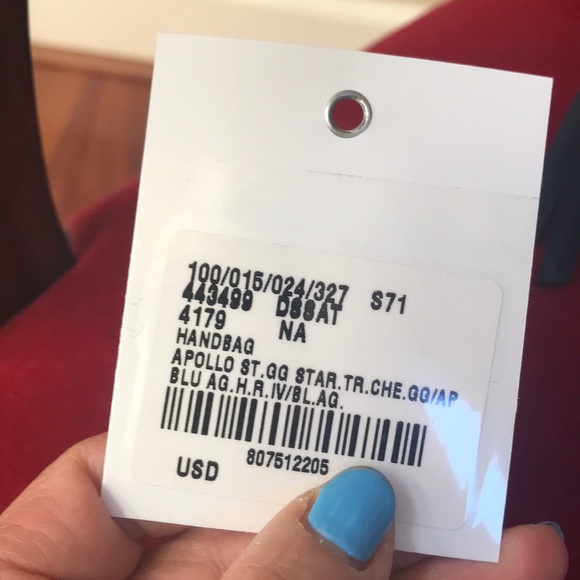 100/015/024/327 S71
443499 DSSAT
4179 NA
HANDBAG
APOLLO ST.GG STAR.TR.CHE.GG/AP
BLU AG.H.R.IV/BL.AG.
807512205
USD